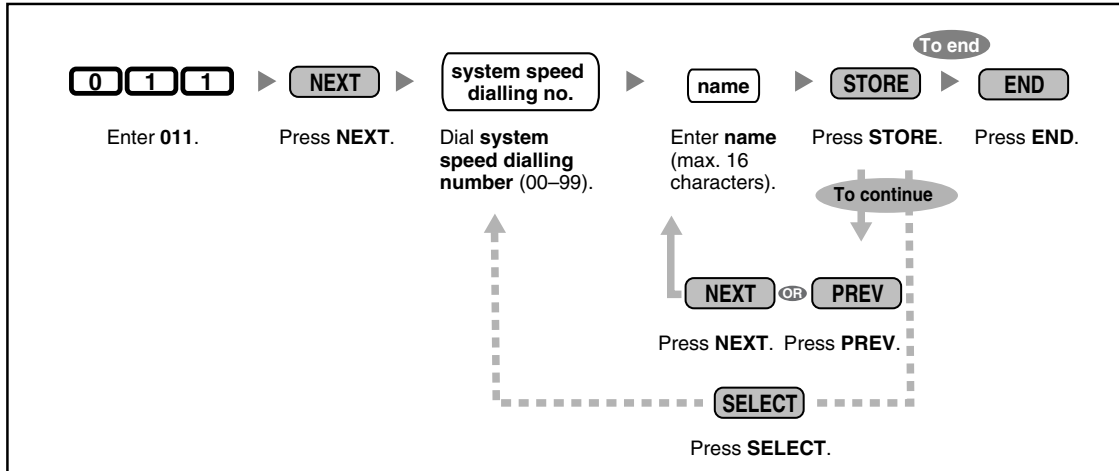 To end
0 1 1 NEXT system speed dialling no. name STORE END
Enter 011.
Press NEXT.
Dial system
speed dialling
number (00–99).
Enter name
(max. 16
characters).
Press STORE.
Press END.
To continue
NEXT OR PREV
Press NEXT. Press PREV.
SELECT
Press SELECT.